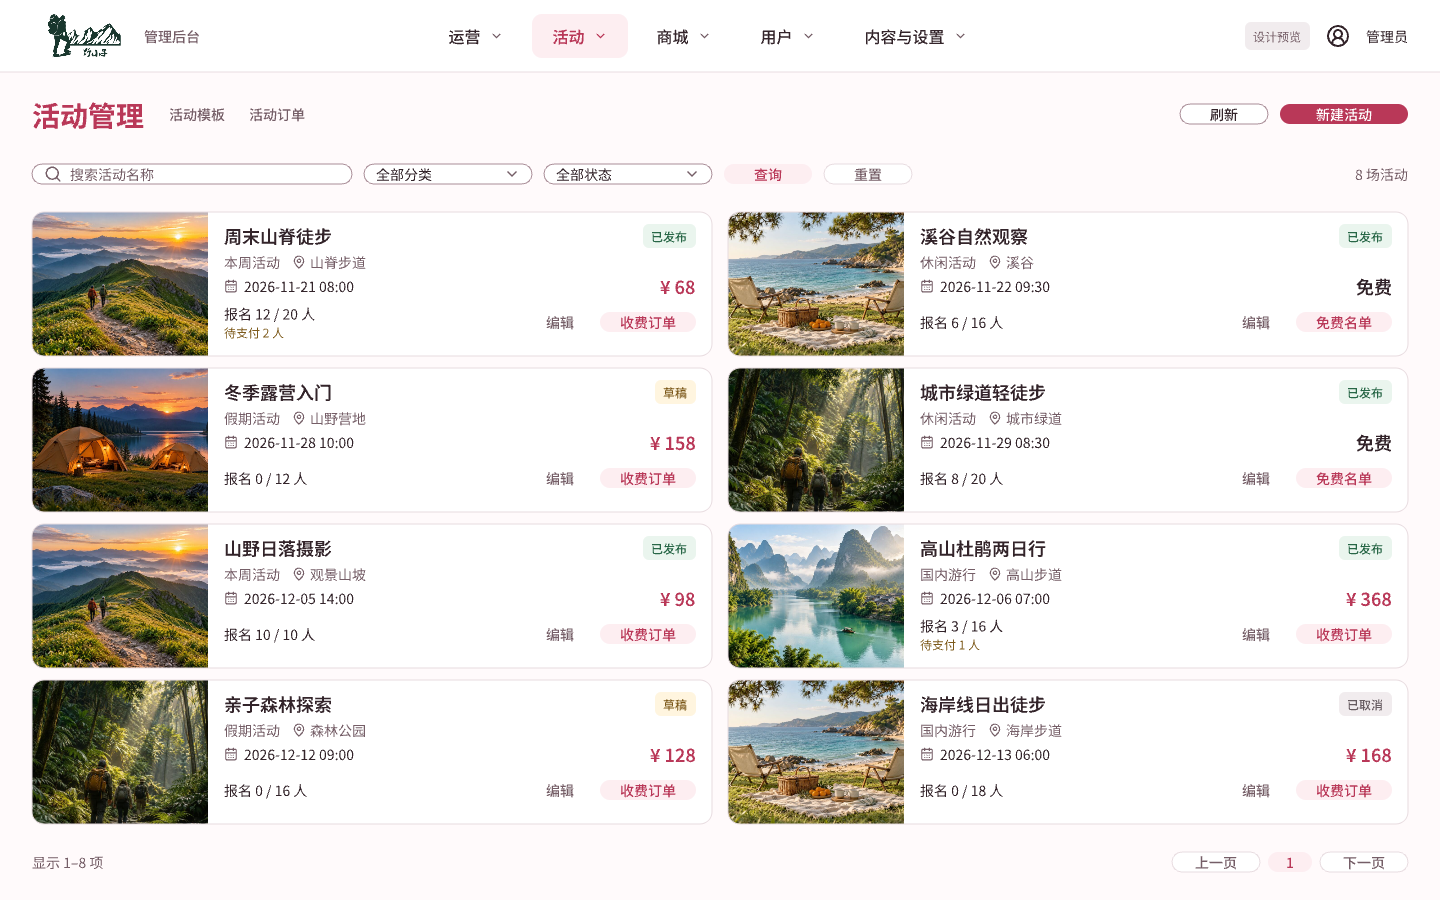 行山子
管理后台
运营
活动
商城
用户
内容与设置
设计预览
管理员
活动管理
活动模板
活动订单
刷新
新建活动
搜索活动名称
全部分类
全部状态
查询
重置
8 场活动
周末山脊徒步
已发布
本周活动
山脊步道
2026-11-21 08:00
¥ 68
报名 12 / 20 人
待支付 2 人
编辑
收费订单
溪谷自然观察
已发布
休闲活动
溪谷
2026-11-22 09:30
免费
报名 6 / 16 人
编辑
免费名单
冬季露营入门
草稿
假期活动
山野营地
2026-11-28 10:00
¥ 158
报名 0 / 12 人
编辑
收费订单
城市绿道轻徒步
已发布
休闲活动
城市绿道
2026-11-29 08:30
免费
报名 8 / 20 人
编辑
免费名单
山野日落摄影
已发布
本周活动
观景山坡
2026-12-05 14:00
¥ 98
报名 10 / 10 人
编辑
收费订单
高山杜鹃两日行
已发布
国内游行
高山步道
2026-12-06 07:00
¥ 368
报名 3 / 16 人
待支付 1 人
编辑
收费订单
亲子森林探索
草稿
假期活动
森林公园
2026-12-12 09:00
¥ 128
报名 0 / 16 人
编辑
收费订单
海岸线日出徒步
已取消
国内游行
海岸步道
2026-12-13 06:00
¥ 168
报名 0 / 18 人
编辑
收费订单
显示 1–8 项
上一页
1
下一页